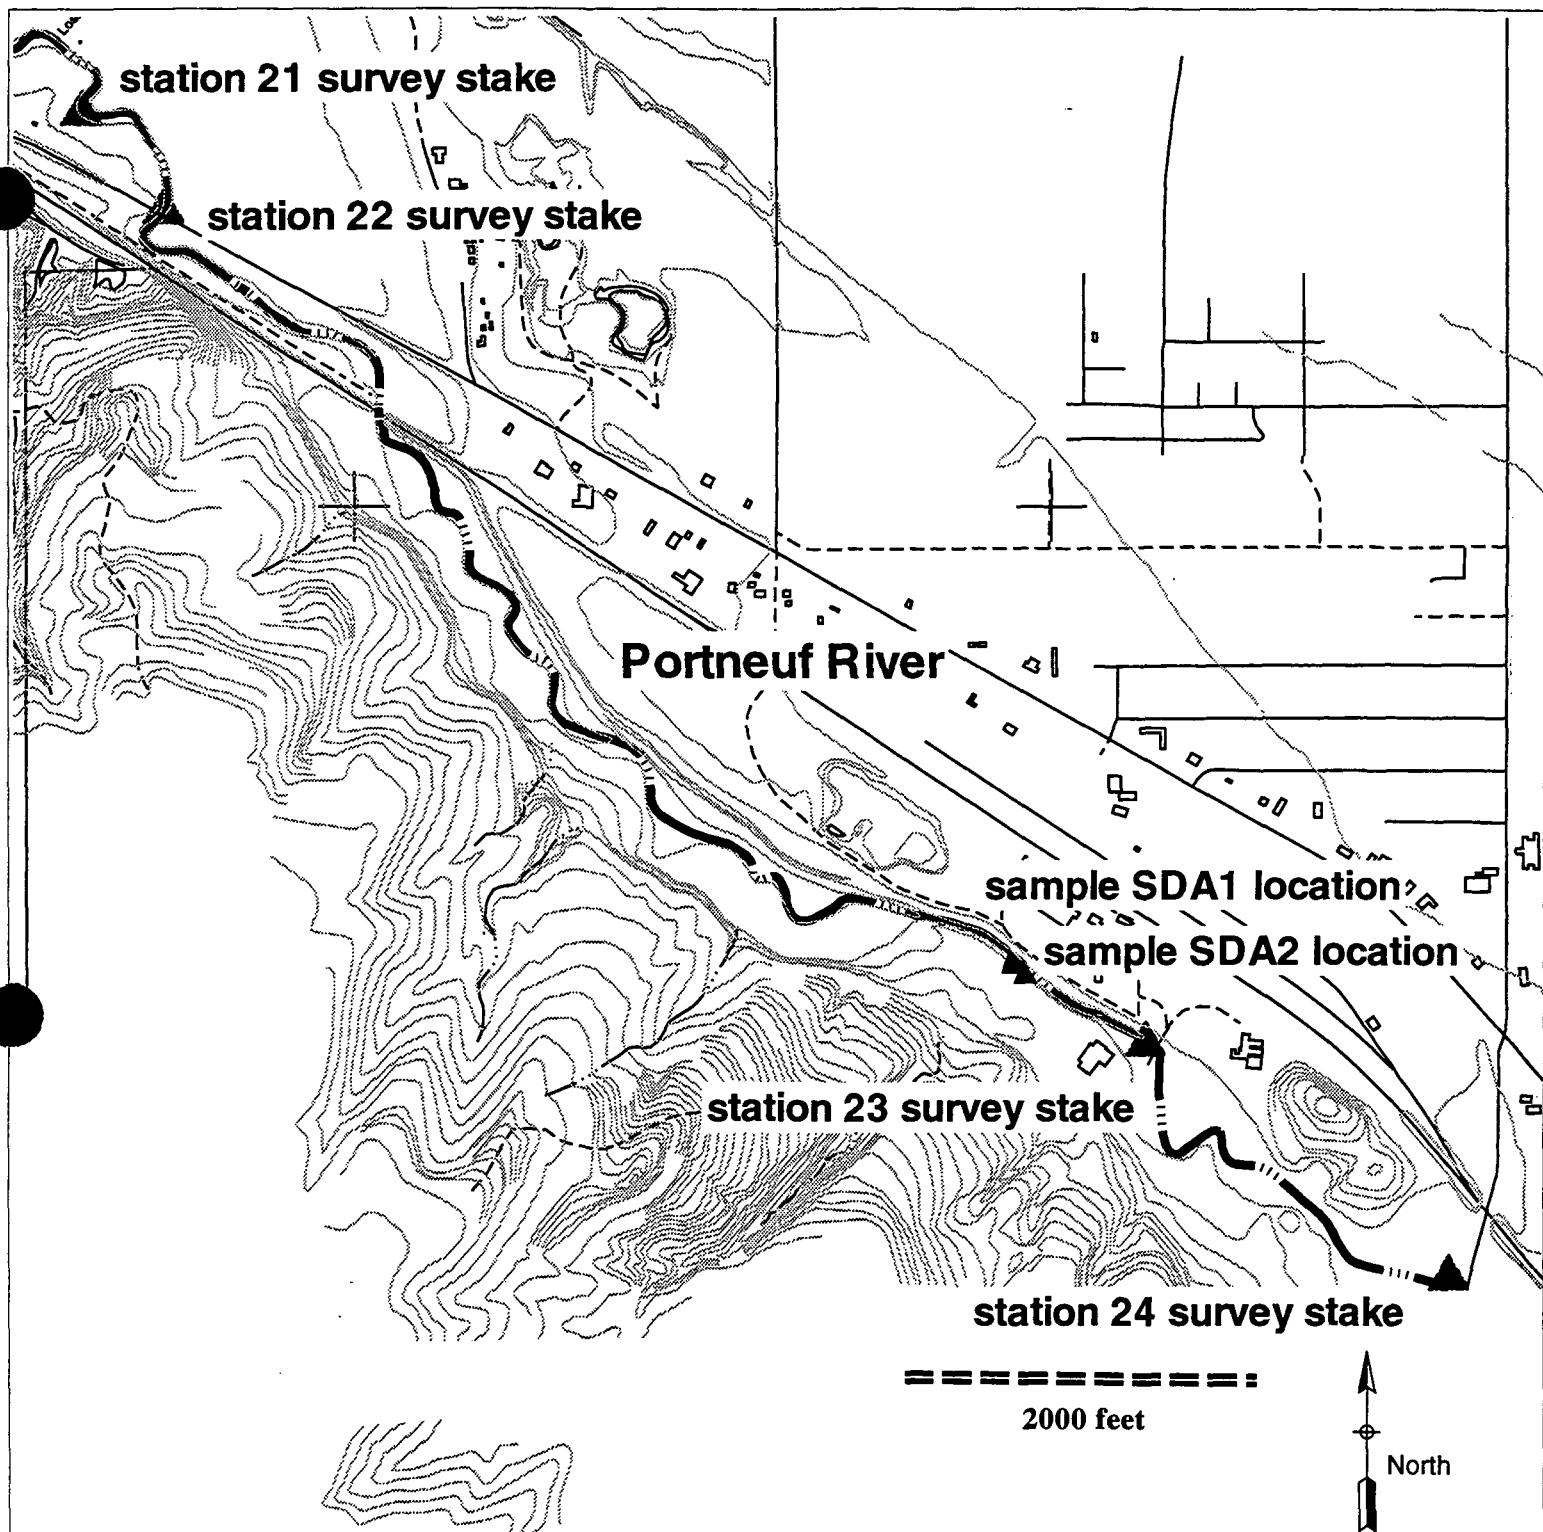 station 21 survey stake
station 22 survey stake
Portneuf River
sample SDA1 location
sample SDA2 location
station 23 survey stake
station 24 survey stake
2000 feet
North